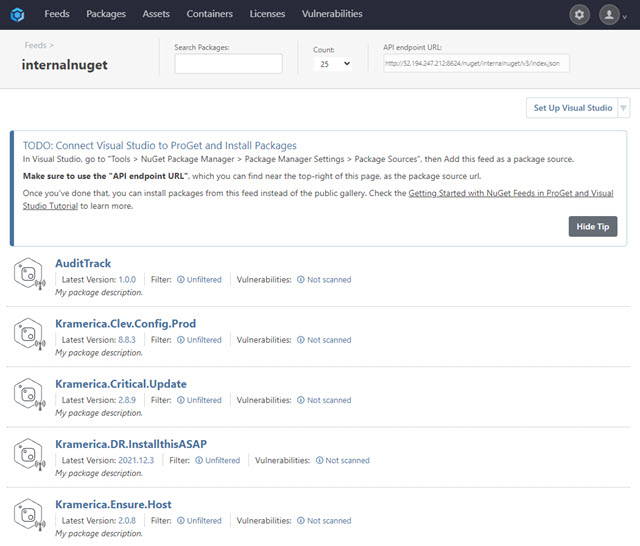 Feeds Packages Assets Containers Licenses Vulnerabilities
Feeds >
internalnuget
Search Packages:
Count:
25
API endpoint URL:
http://52.194.247.212:8624/nuget/internalnuget/v3/index.json
Set Up Visual Studio
TODO: Connect Visual Studio to ProGet and Install Packages
In Visual Studio, go to "Tools > NuGet Package Manager > Package Manager Settings > Package Sources", then Add this feed as a package source.
Make sure to use the "API endpoint URL", which you can find near the top-right of this page, as the package source url.
Once you've done that, you can install packages from this feed instead of the public gallery. Check the Getting Started with NuGet Feeds in ProGet and Visual
Studio Tutorial to learn more.
Hide Tip
AuditTrack
Latest Version: 1.0.0 Filter: Unfiltered Vulnerabilities: Not scanned
My package description.
Kramerica.Clev.Config.Prod
Latest Version: 8.8.3 Filter: Unfiltered Vulnerabilities: Not scanned
My package description.
Kramerica.Critical.Update
Latest Version: 2.8.9 Filter: Unfiltered Vulnerabilities: Not scanned
My package description.
Kramerica.DR.InstallthisASAP
Latest Version: 2021.12.3 Filter: Unfiltered Vulnerabilities: Not scanned
My package description.
Kramerica.Ensure.Host
Latest Version: 2.0.8 Filter: Unfiltered Vulnerabilities: Not scanned
My package description.